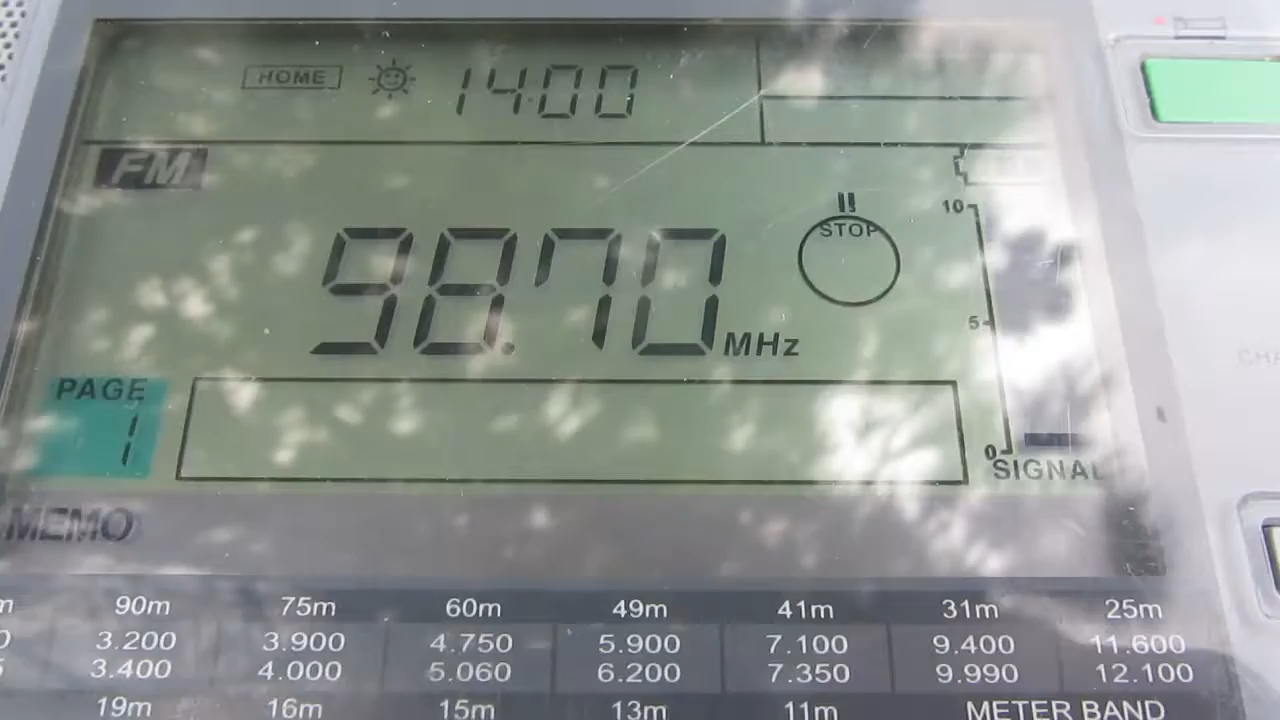 HOME 14:00
FM
STOP
10
98.70 MHz
5
PAGE
1
0
SIGNAL
MEMO
90m 75m 60m 49m 41m 31m 25m
3.200 3.900 4.750 5.900 7.100 9.400 11.600
3.400 4.000 5.060 6.200 7.350 9.990 12.100
19m 16m 15m 13m 11m METER BAND